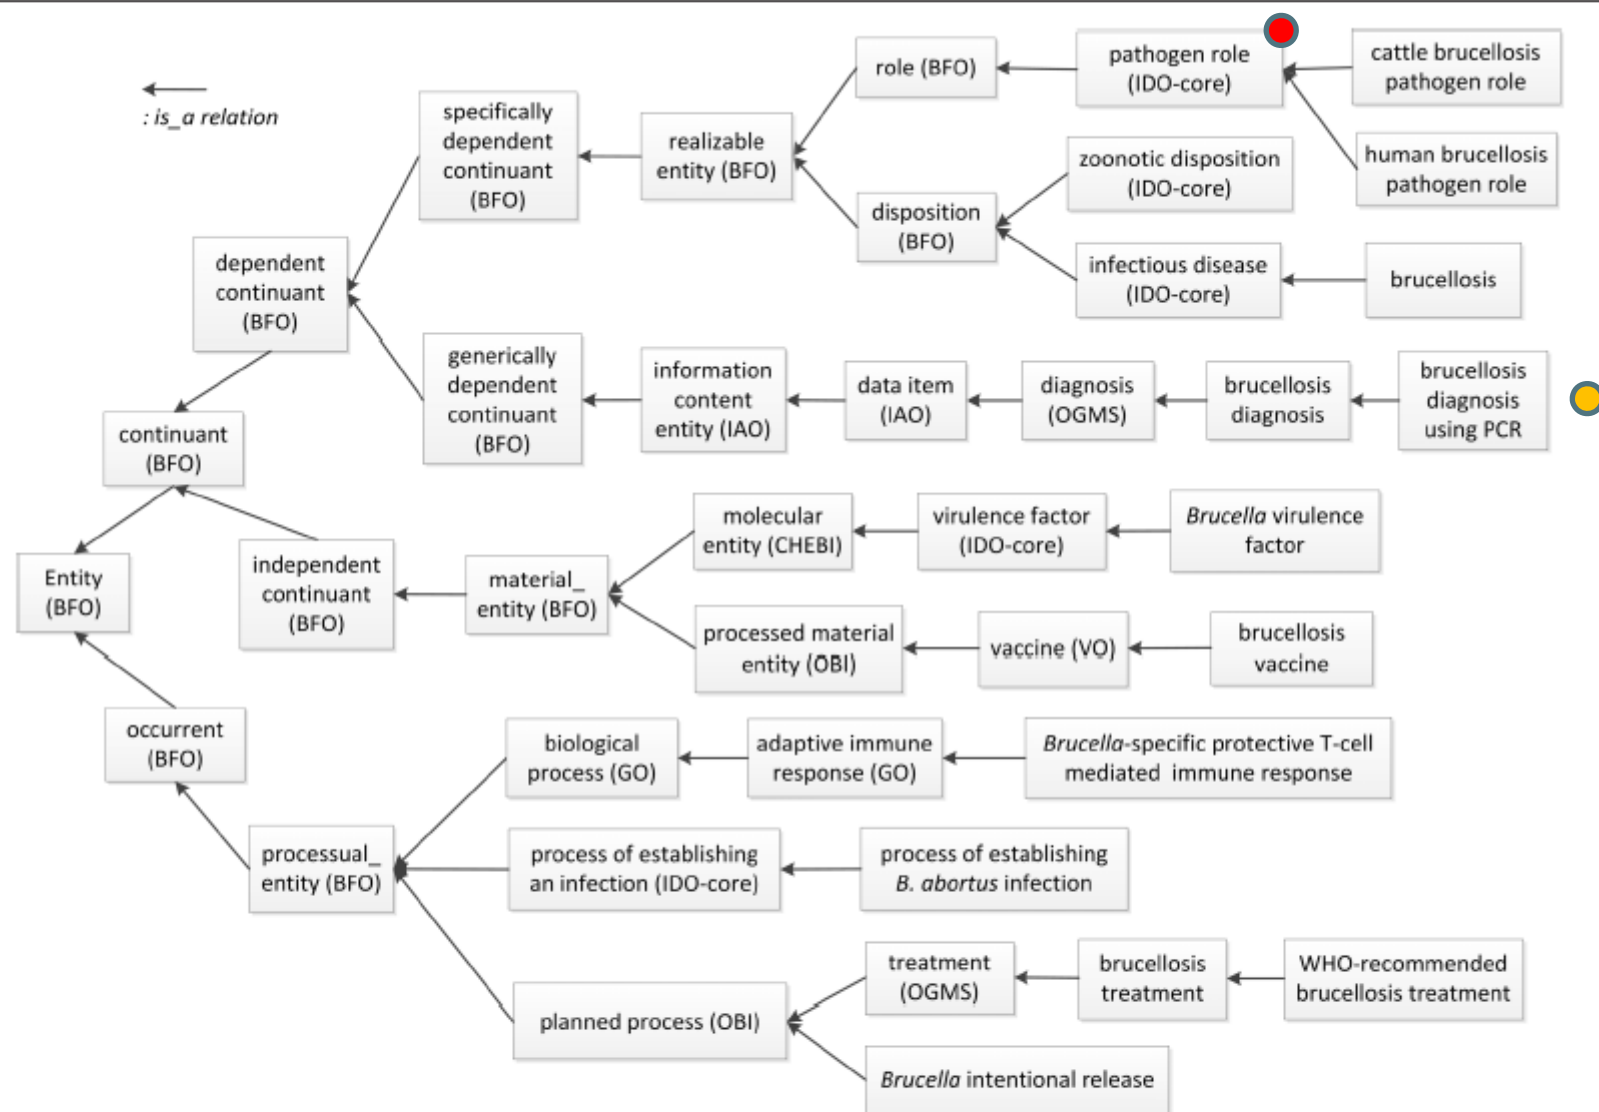 : is_a relation
role (BFO)
pathogen role
(IDO-core)
cattle brucellosis
pathogen role
human brucellosis
pathogen role
specifically
dependent
continuant
(BFO)
realizable
entity (BFO)
zoonotic disposition
(IDO-core)
disposition
(BFO)
infectious disease
(IDO-core)
brucellosis
dependent
continuant
(BFO)
generically
dependent
continuant
(BFO)
information
content
entity (IAO)
data item
(IAO)
diagnosis
(OGMS)
brucellosis
diagnosis
brucellosis
diagnosis
using PCR
continuant
(BFO)
molecular
entity (CHEBI)
virulence factor
(IDO-core)
Brucella virulence
factor
Entity
(BFO)
independent
continuant
(BFO)
material_
entity (BFO)
processed material
entity (OBI)
vaccine (VO)
brucellosis
vaccine
occurrent
(BFO)
biological
process (GO)
adaptive immune
response (GO)
Brucella-specific protective T-cell
mediated immune response
processual_
entity (BFO)
process of establishing
an infection (IDO-core)
process of establishing
B. abortus infection
treatment
(OGMS)
brucellosis
treatment
WHO-recommended
brucellosis treatment
planned process (OBI)
Brucella intentional release